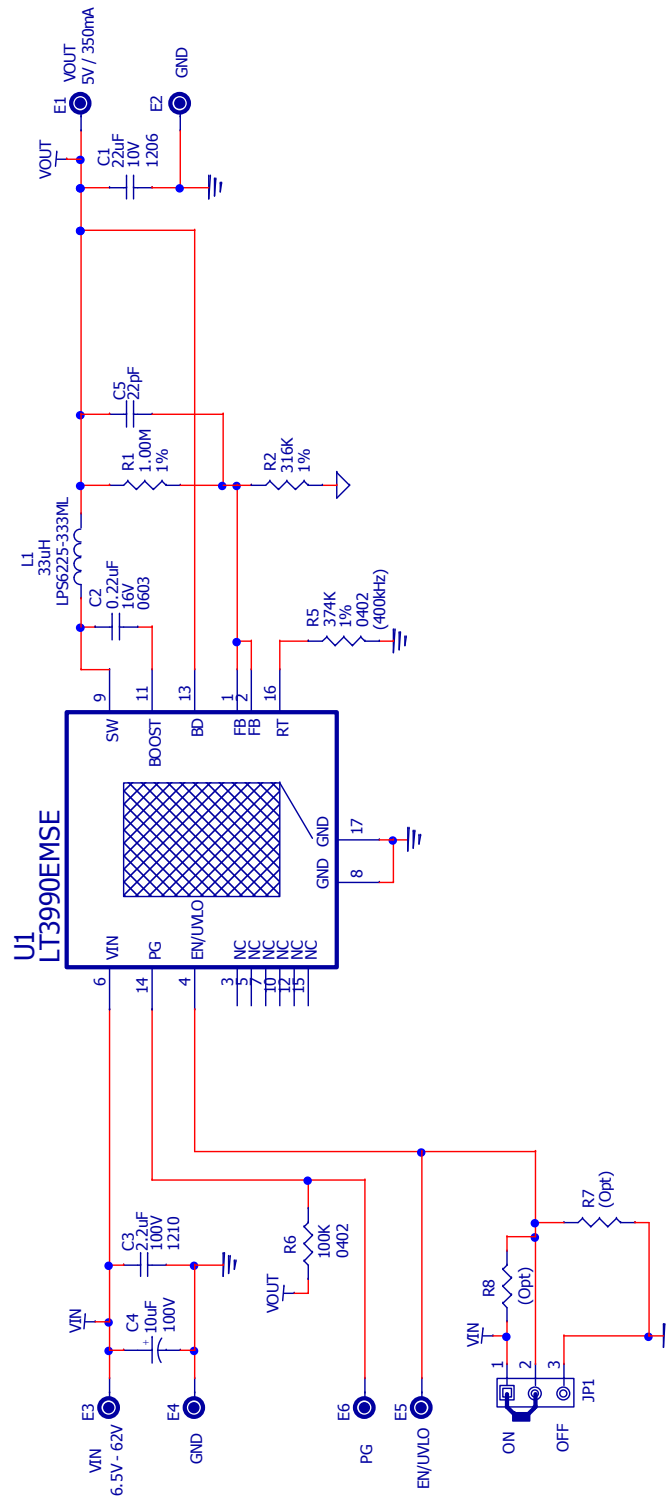 VIN
6.5V - 62V
E3
GND
E4
VIN
C4
10uF
100V
+
C3
2.2uF
100V
1210
VOUT
R6
100K
0402
PG
E6
EN/UVLO
E5
ON
OFF
JP1
1
2
3
VIN
R8
(Opt)
R7
(Opt)
U1
LT3990EMSE
6
VIN
14
PG
4
EN/UVLO
3
NC
5
NC
7
NC
10
NC
12
NC
15
NC
GND
8
GND
17
SW
9
BOOST
11
BD
13
FB
1
FB
2
RT
16
L1
33uH
LPS6225-333ML
C2
0.22uF
16V
0603
R1
1.00M
1%
C5
22pF
R2
316K
1%
R5
374K
1%
0402
(400kHz)
VOUT
C1
22uF
10V
1206
E1
VOUT
5V / 350mA
E2
GND